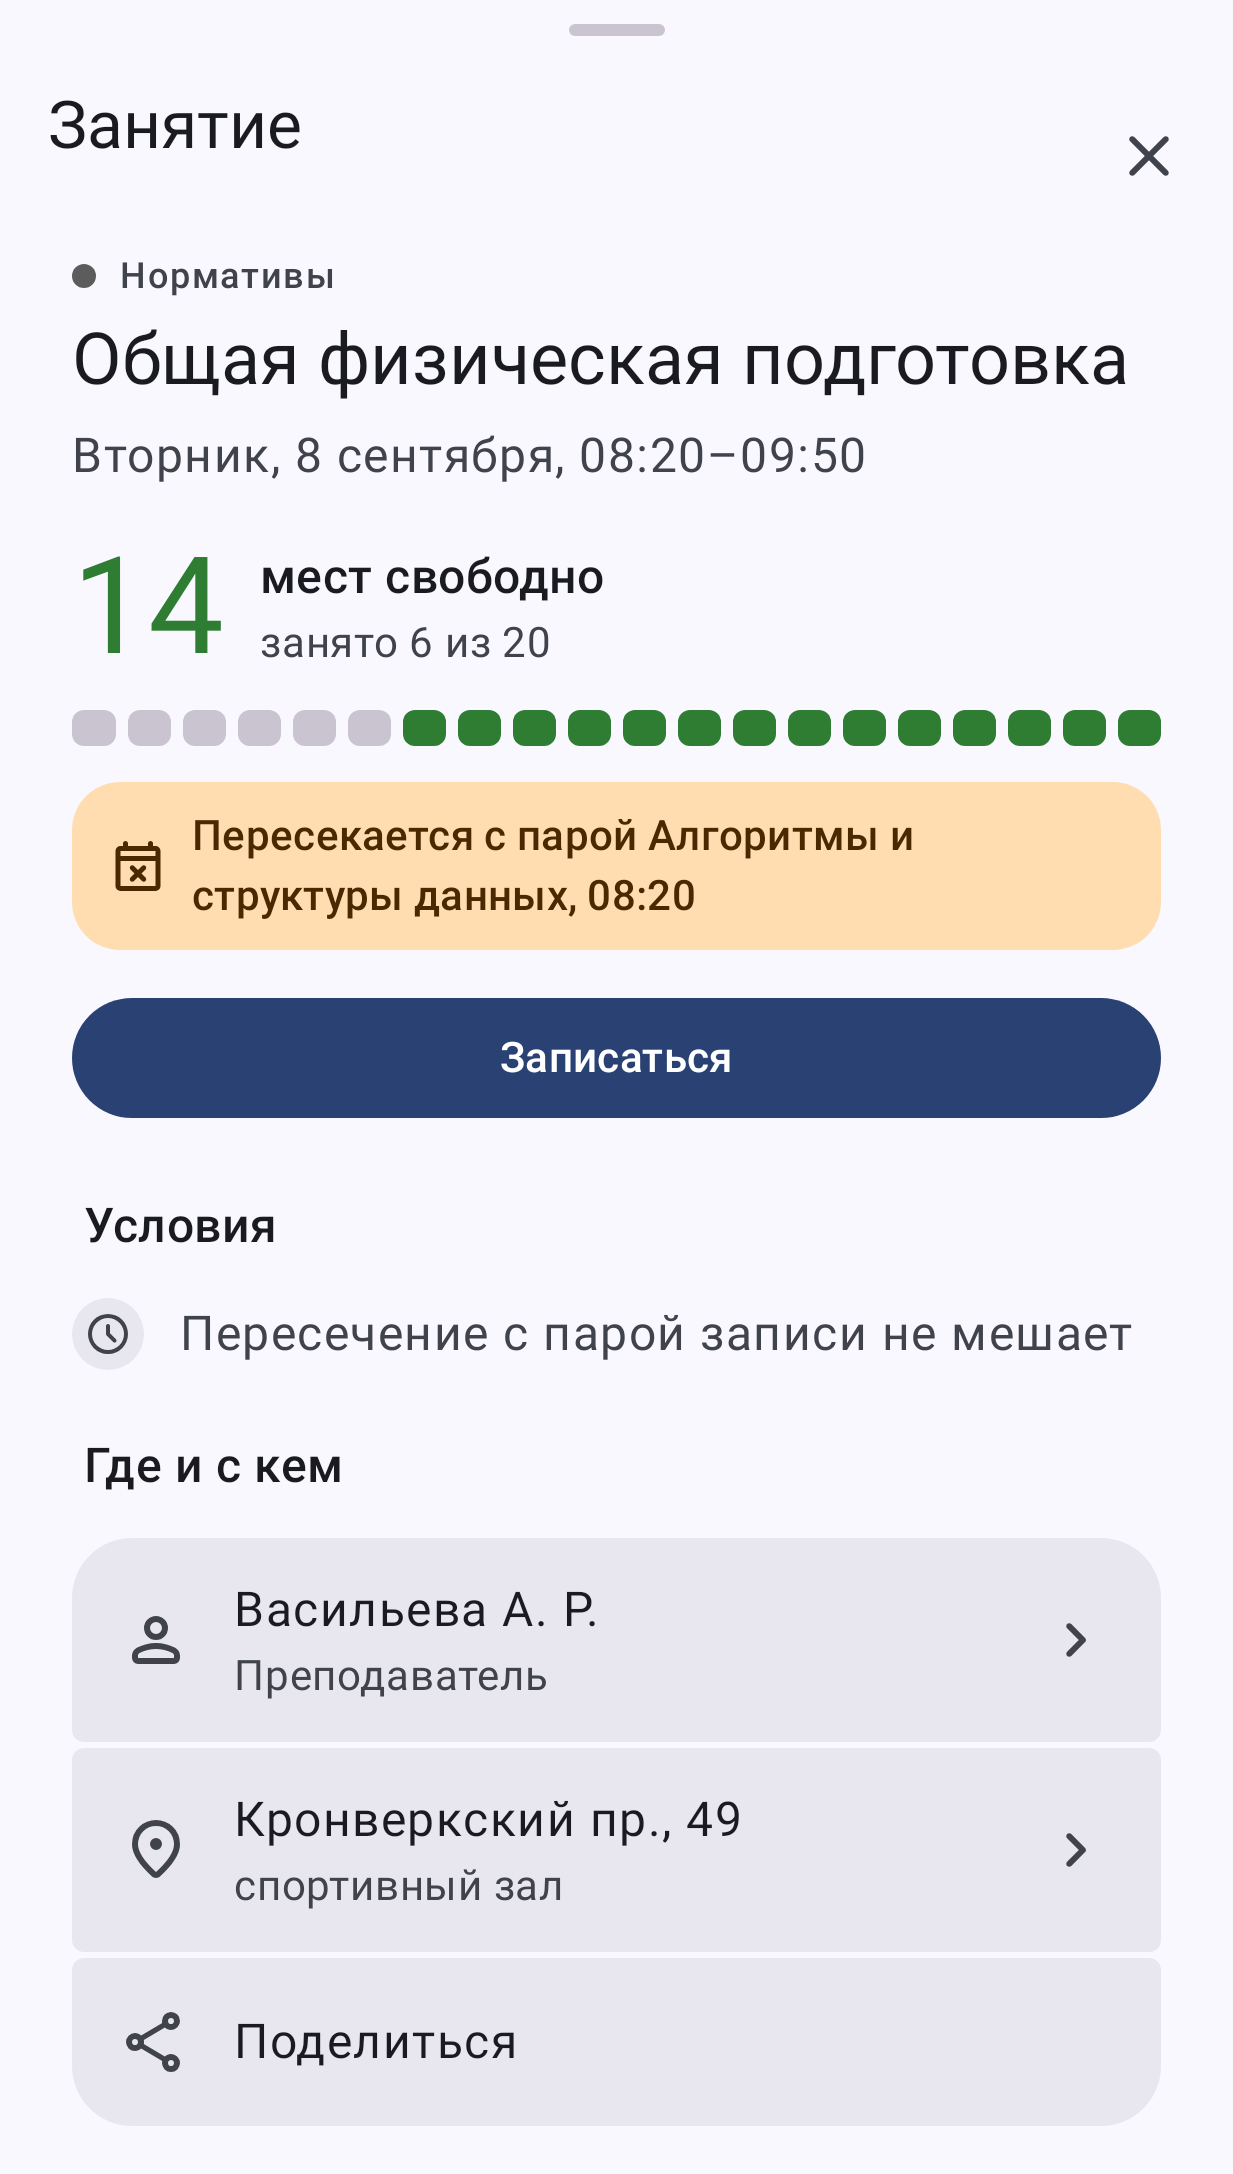 Занятие
Нормативы
Общая физическая подготовка
Вторник, 8 сентября, 08:20–09:50
14
мест свободно
занято 6 из 20
Пересекается с парой Алгоритмы и
структуры данных, 08:20
Записаться
Условия
Пересечение с парой записи не мешает
Где и с кем
Васильева А. Р.
Преподаватель
Кронверкский пр., 49
спортивный зал
Поделиться